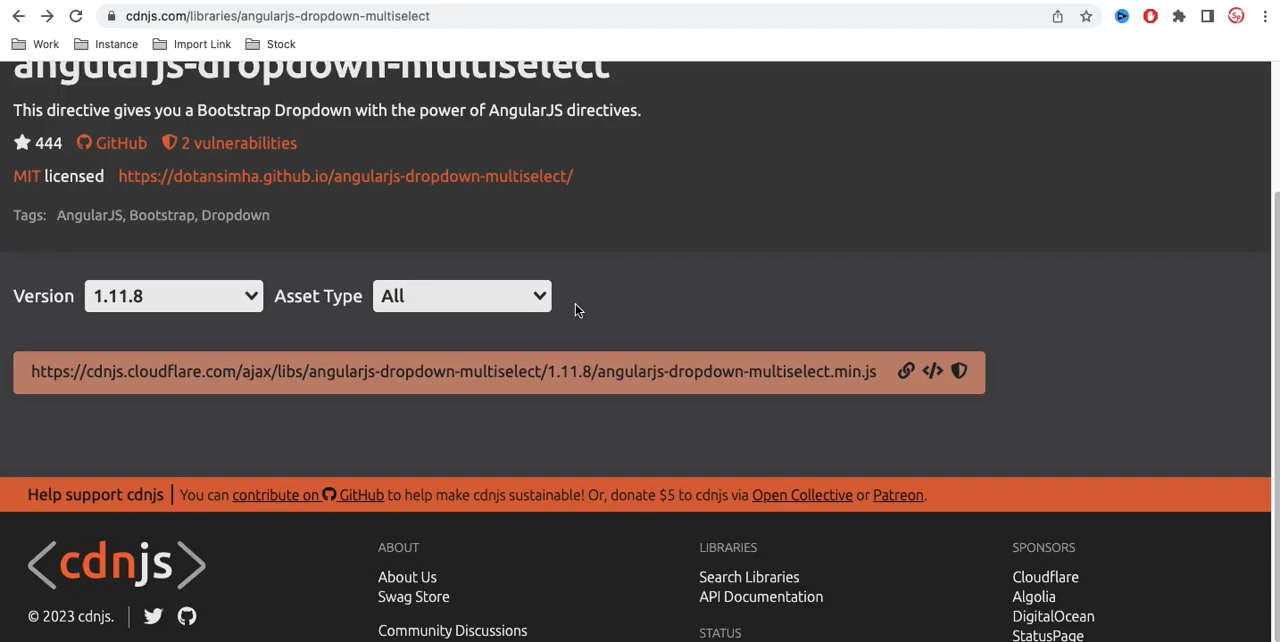 cdnjs.com/libraries/angularjs-dropdown-multiselect
Sp
Work Instance Import Link Stock
angularjs-dropdown-multiselect
This directive gives you a Bootstrap Dropdown with the power of AngularJS directives.
444 GitHub 2 vulnerabilities
MIT licensed https://dotansimha.github.io/angularjs-dropdown-multiselect/
Tags: AngularJS, Bootstrap, Dropdown
Version 1.11.8 Asset Type All
https://cdnjs.cloudflare.com/ajax/libs/angularjs-dropdown-multiselect/1.11.8/angularjs-dropdown-multiselect.min.js </>
Help support cdnjs | You can contribute on GitHub to help make cdnjs sustainable! Or, donate $5 to cdnjs via Open Collective or Patreon.
<cdnjs>
© 2023 cdnjs.
ABOUT
About Us
Swag Store
Community Discussions
LIBRARIES
Search Libraries
API Documentation
STATUS
SPONSORS
Cloudflare
Algolia
DigitalOcean
StatusPage